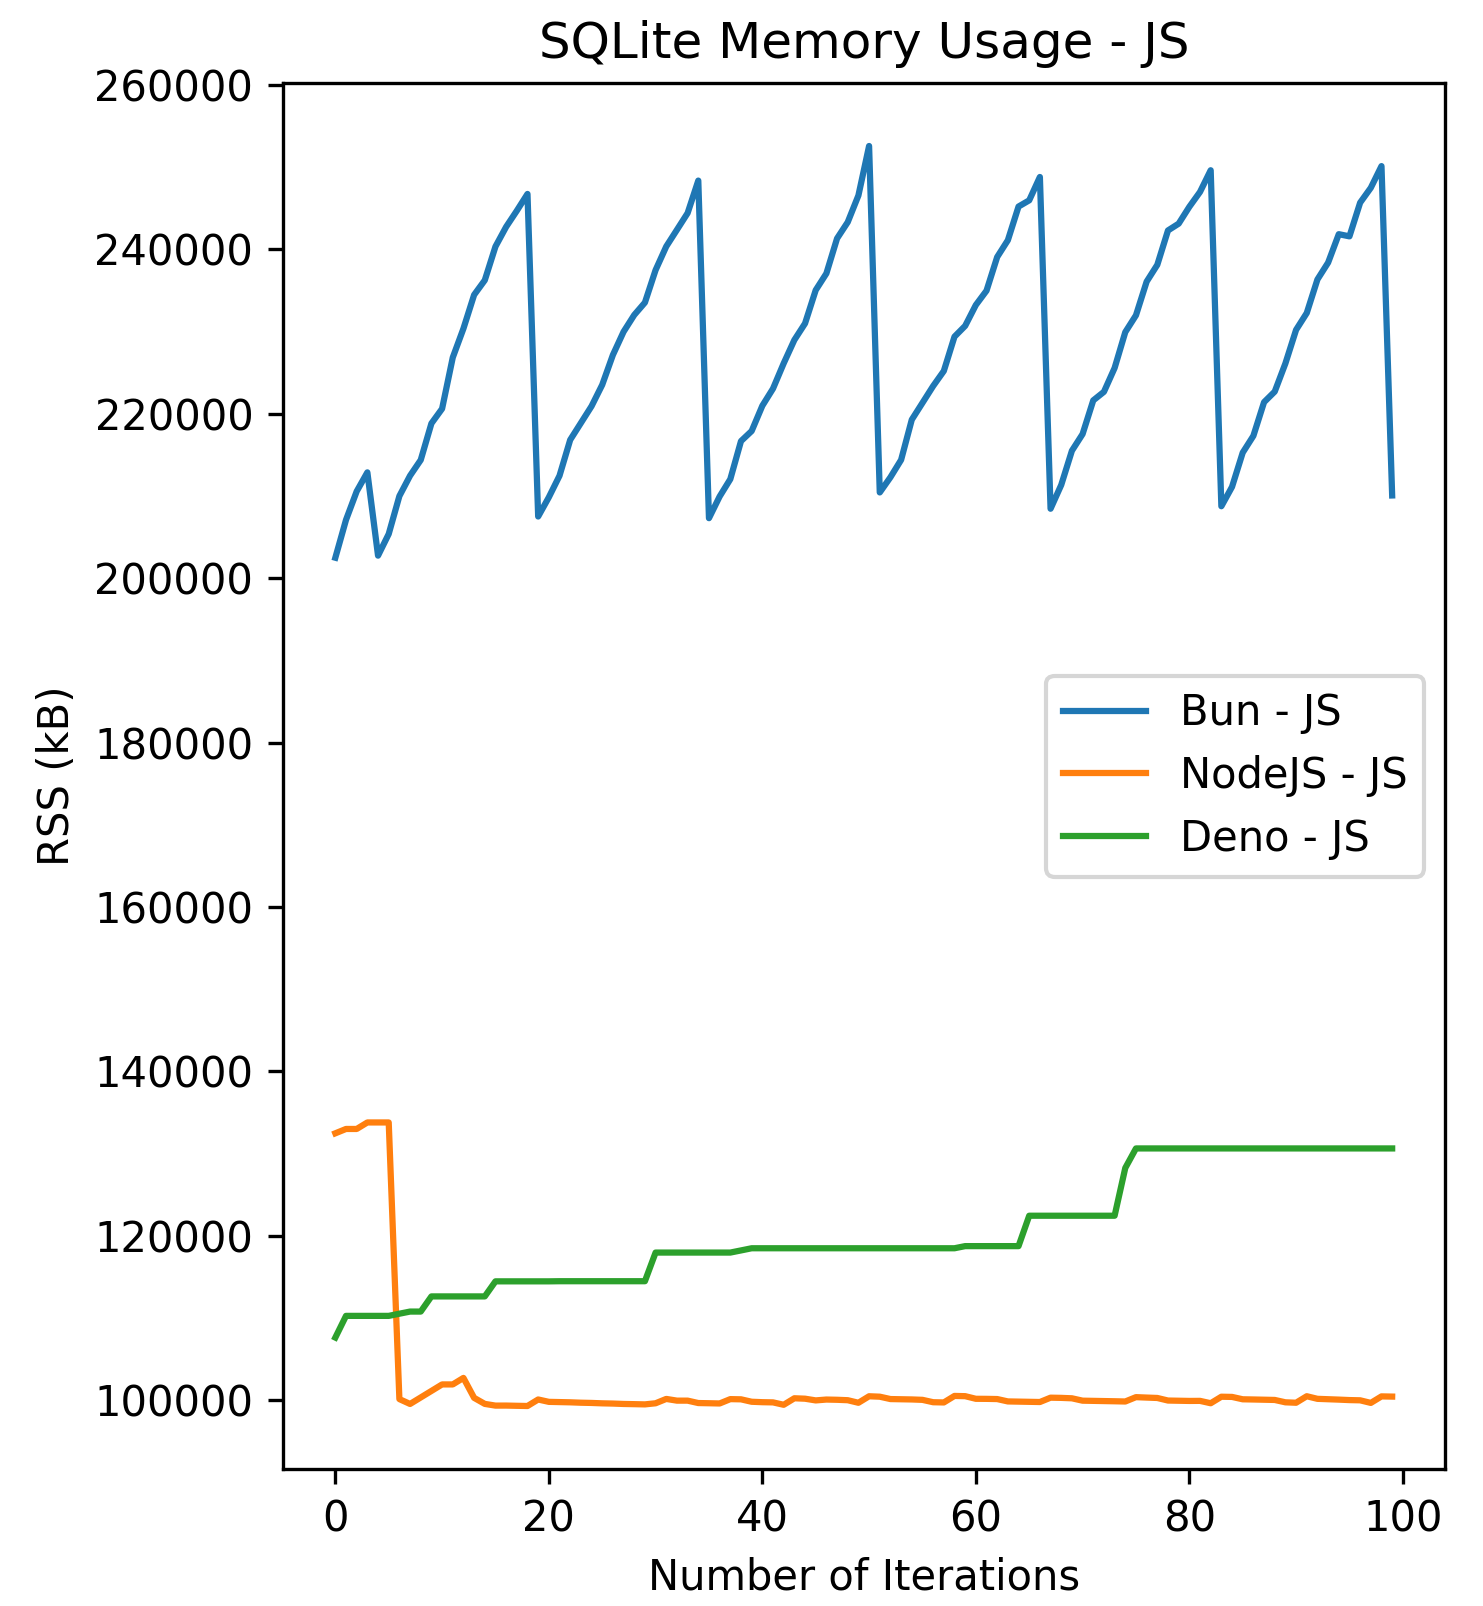 SQLite Memory Usage - JS
260000
240000
220000
200000
180000
160000
140000
120000
100000
RSS (kB)
Bun - JS
NodeJS - JS
Deno - JS
0 20 40 60 80 100
Number of Iterations